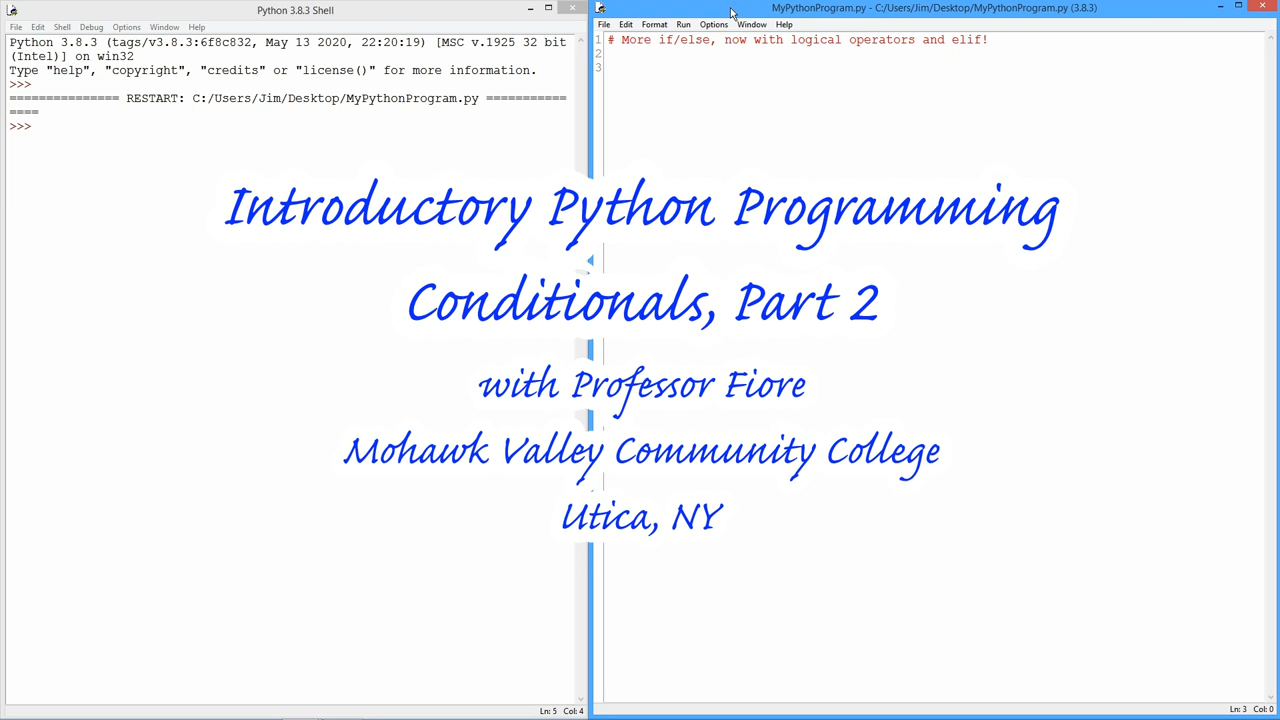 Python 3.8.3 Shell
File Edit Shell Debug Options Window Help
Python 3.8.3 (tags/v3.8.3:6f8c832, May 13 2020, 22:20:19) [MSC v.1925 32 bit
(Intel)] on win32
Type "help", "copyright", "credits" or "license()" for more information.
>>>
=============== RESTART: C:/Users/Jim/Desktop/MyPythonProgram.py ===========
====
>>>
Ln: 5 Col: 4
MyPythonProgram.py - C:/Users/Jim/Desktop/MyPythonProgram.py (3.8.3)
File Edit Format Run Options Window Help
1 # More if/else, now with logical operators and elif!
2
3
Ln: 3 Col: 0
Introductory Python Programming
Conditionals, Part 2
with Professor Fiore
Mohawk Valley Community College
Utica, NY